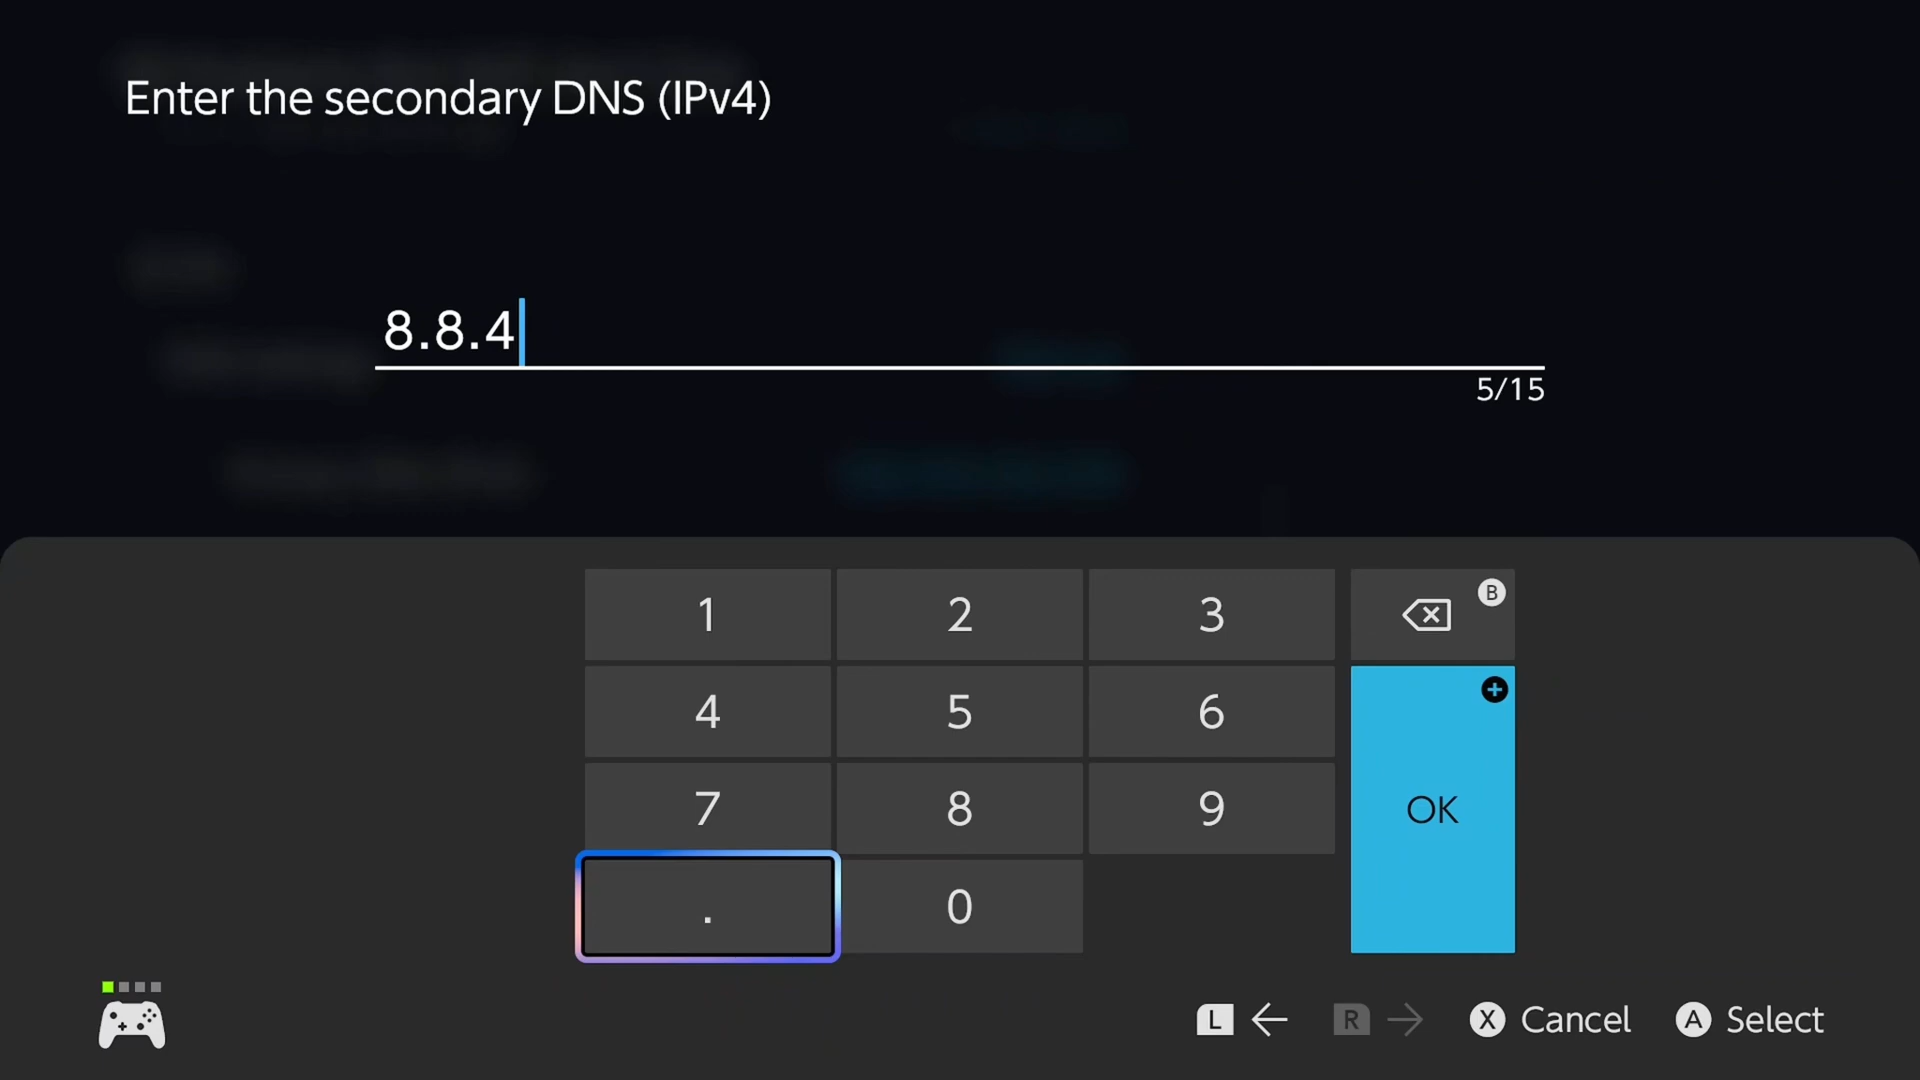 Enter the secondary DNS (IPv4)
8.8.4
5/15
1 2 3 B
4 5 6 +
7 8 9 OK
. 0
L ← R → X Cancel A Select